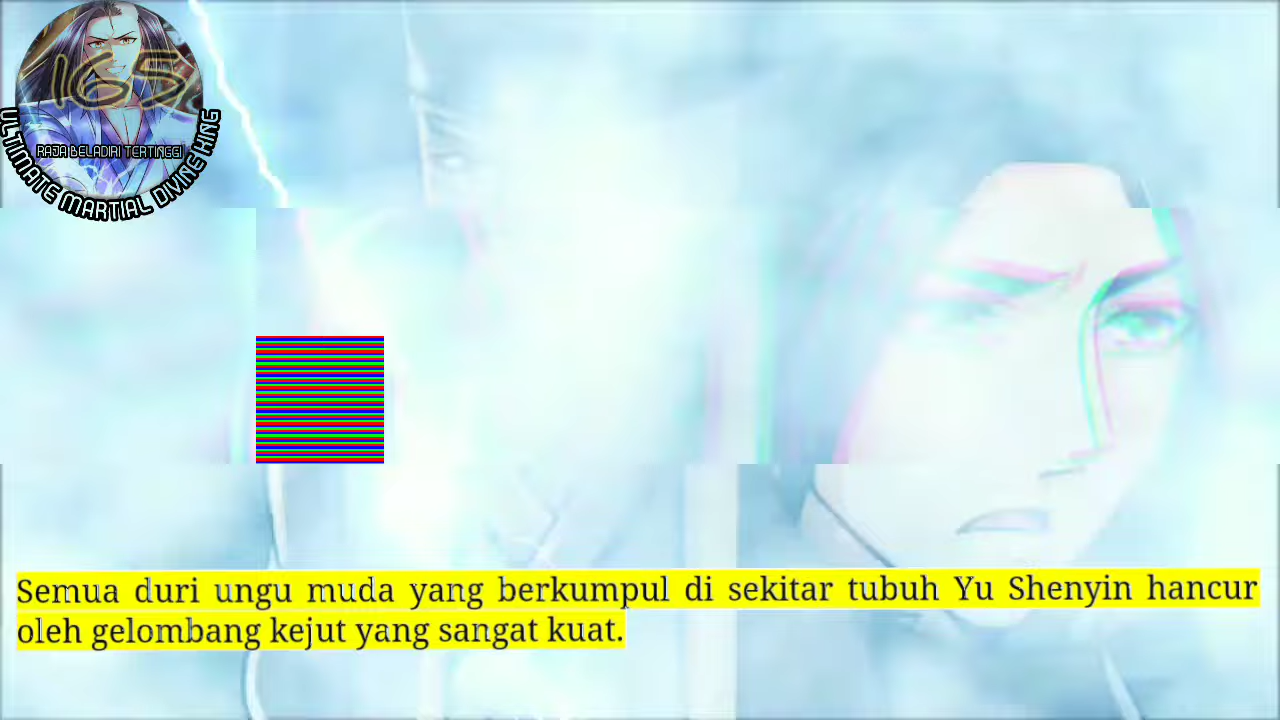 165
RAJA BELADIRI TERTINGGI
ULTIMATE MARTIAL DIVINE KING
Semua duri ungu muda yang berkumpul di sekitar tubuh Yu Shenyin hancur
oleh gelombang kejut yang sangat kuat.